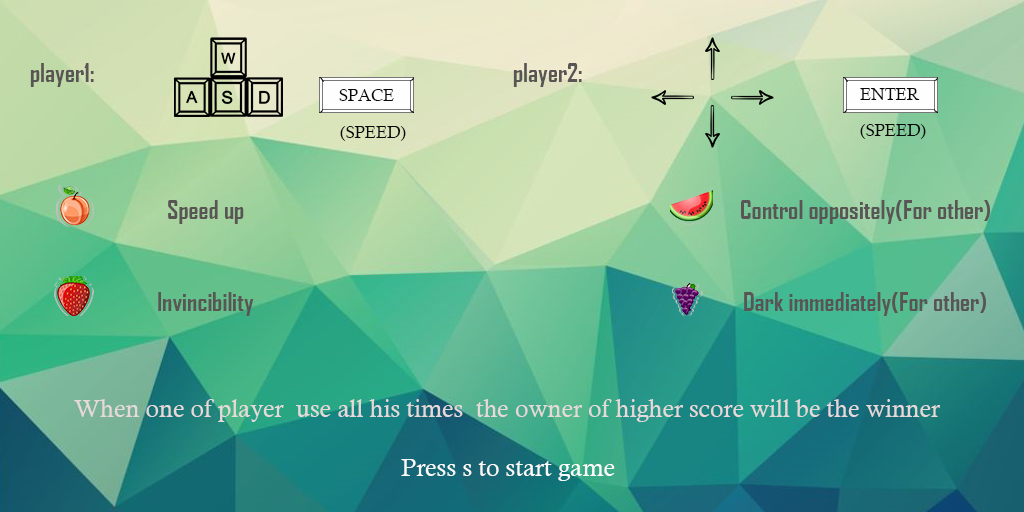 player1:
W
A S D
SPACE
(SPEED)
player2:
ENTER
(SPEED)
Speed up
Control oppositely(For other)
Invincibility
Dark immediately(For other)
When one of player use all his times the owner of higher score will be the winner
Press s to start game